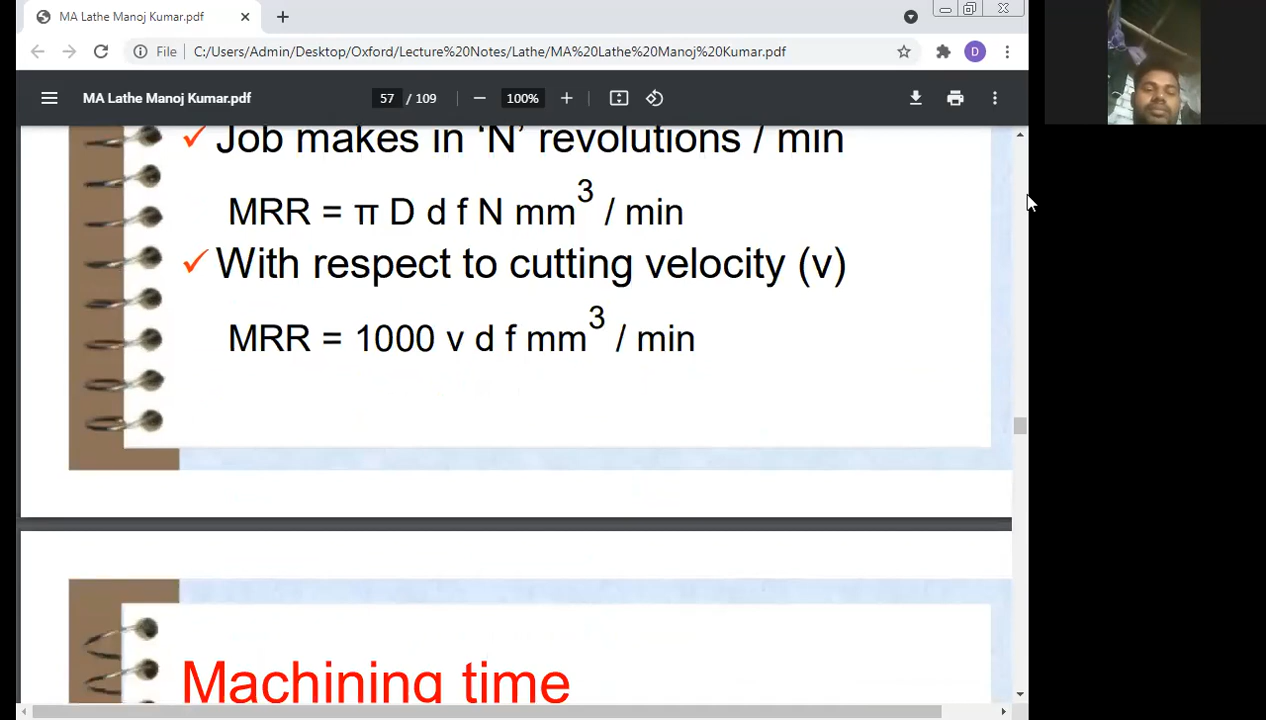 MA Lathe Manoj Kumar.pdf
File C:/Users/Admin/Desktop/Oxford/Lecture%20Notes/Lathe/MA%20Lathe%20Manoj%20Kumar.pdf
D
MA Lathe Manoj Kumar.pdf 57 / 109 100%
Job makes in ‘N’ revolutions / min
MRR = π D d f N mm³ / min
With respect to cutting velocity (v)
MRR = 1000 v d f mm³ / min
Machining time